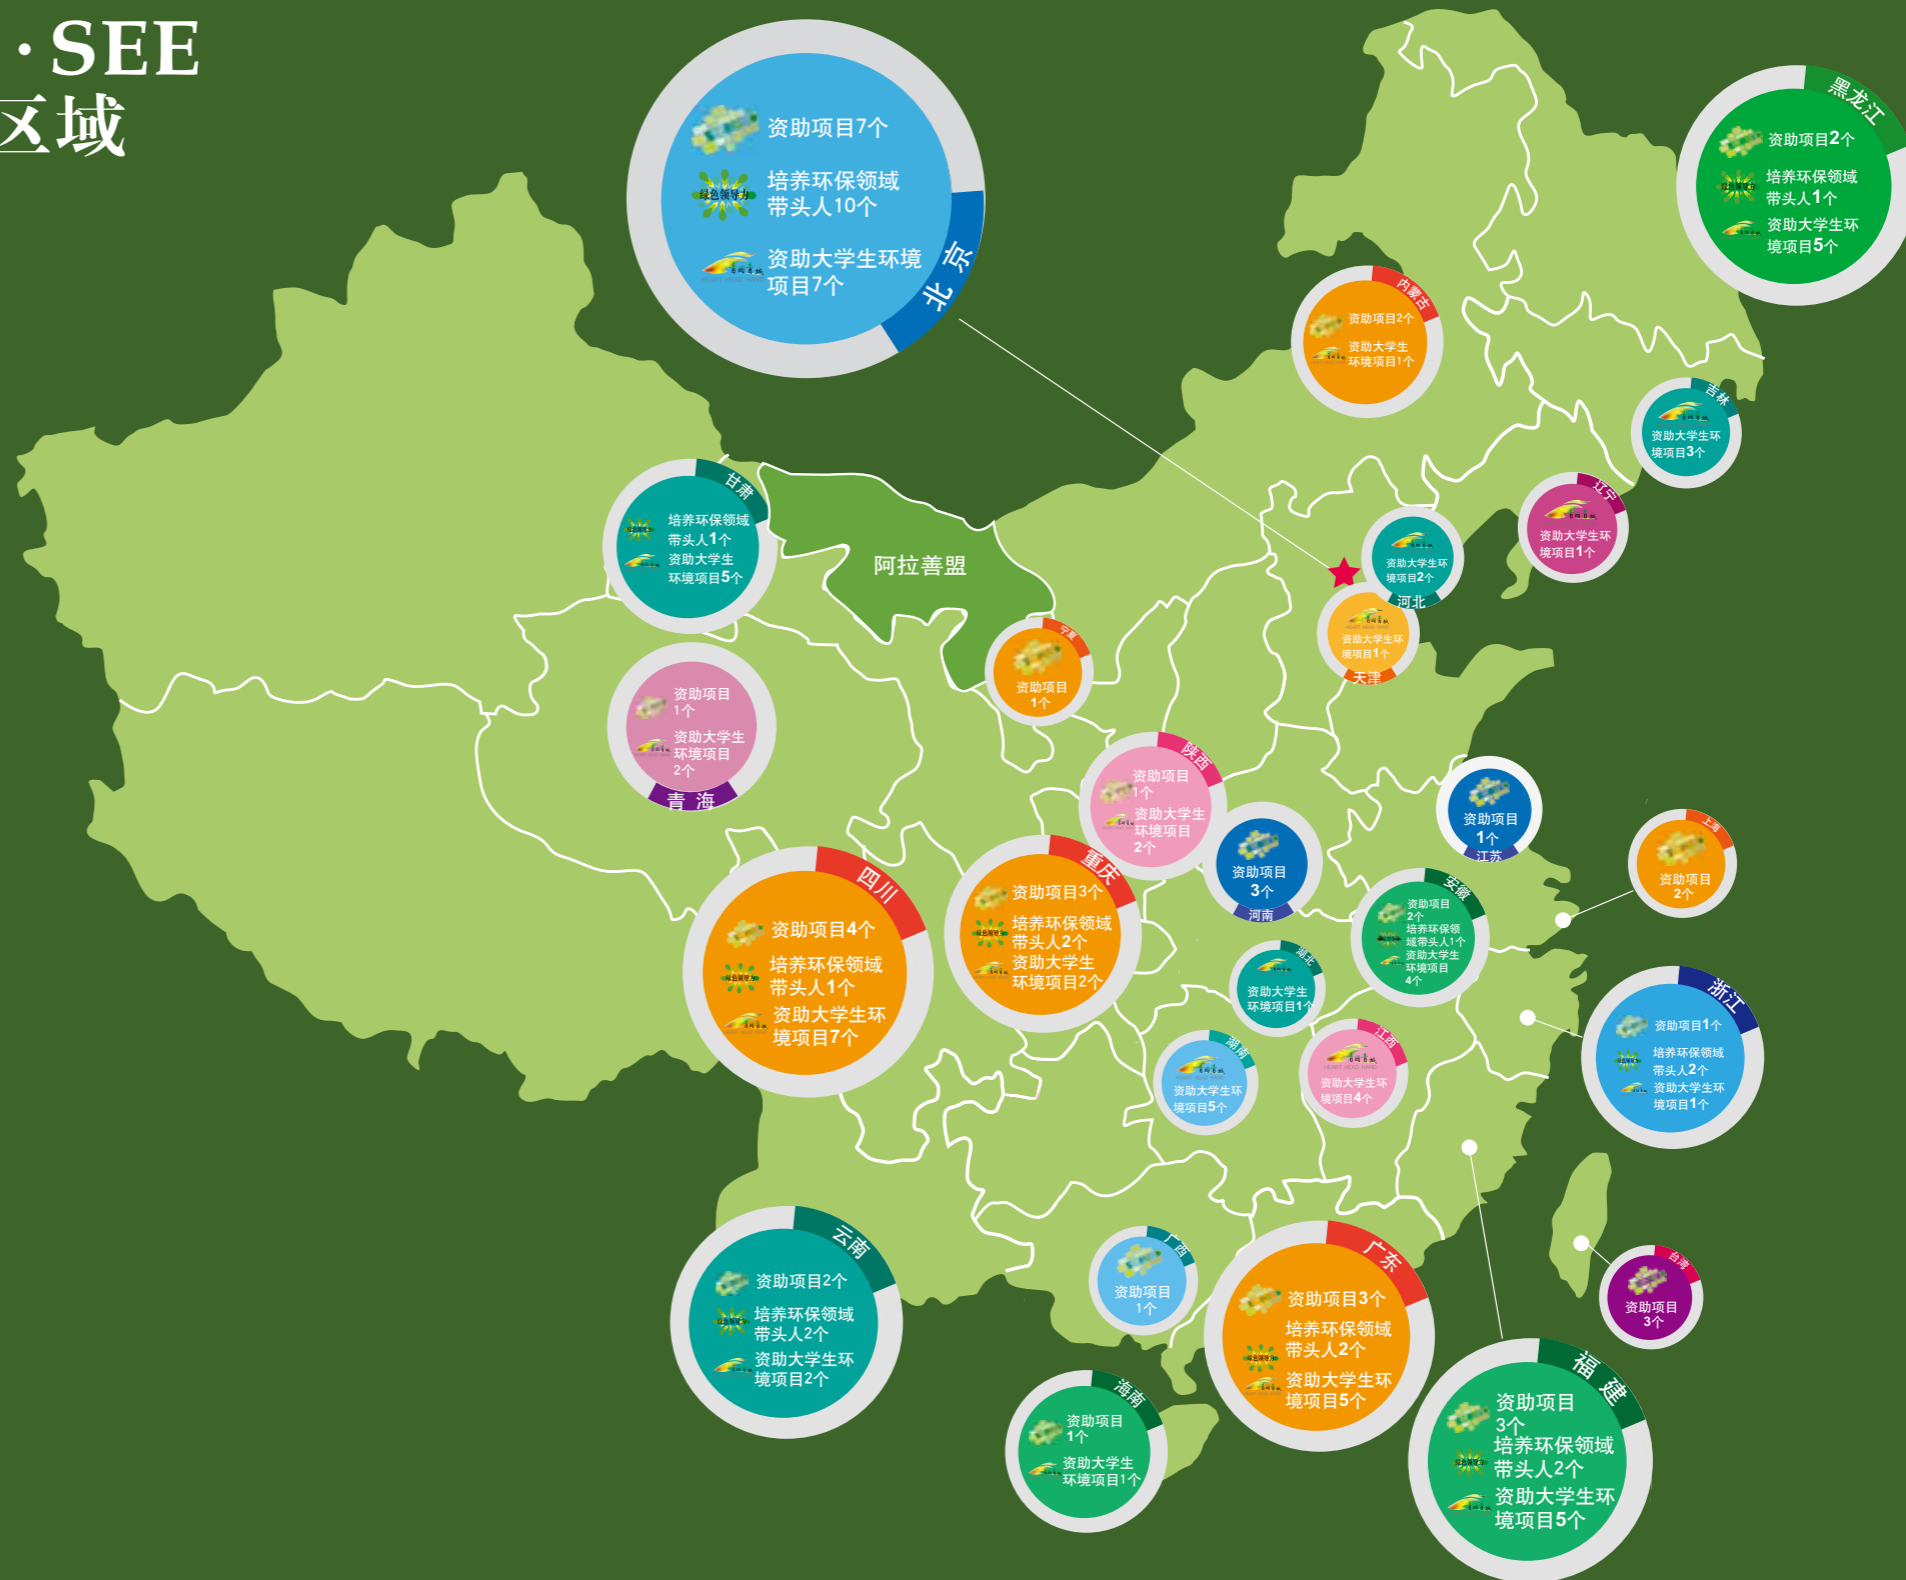 ·SEE
区域
资助项目7个
培养环保领域
带头人10个
资助大学生环境
项目7个
北京
黑龙江
资助项目2个
培养环保领域
带头人1个
资助大学生环
境项目5个
内蒙古
资助项目2个
资助大学生
环境项目1个
吉林
资助大学生环
境项目3个
辽宁
资助大学生环
境项目1个
甘肃
培养环保领域
带头人1个
资助大学生
环境项目5个
阿拉善盟
资助大学生环
境项目2个
河北
资助大学生环
境项目1个
天津
宁夏
资助项目
1个
资助项目
1个
资助大学生
环境项目
2个
青海
陕西
资助项目
1个
资助大学生
环境项目
2个
资助项目
1个
江苏
上海
资助项目
2个
资助项目
3个
河南
四川
资助项目4个
培养环保领域
带头人1个
资助大学生环
境项目7个
重庆
资助项目3个
培养环保领域
带头人2个
资助大学生
环境项目2个
安徽
资助项目
2个
培养环保领
域带头人1个
资助大学生
环境项目
4个
湖北
资助大学生
环境项目1个
浙江
资助项目1个
培养环保领域
带头人2个
资助大学生环
境项目1个
湖南
资助大学生环
境项目5个
江西
HEART HEAD HAND
资助大学生环
境项目4个
云南
资助项目2个
培养环保领域
带头人2个
资助大学生环
境项目2个
广西
资助项目
1个
广东
资助项目3个
培养环保领域
带头人2个
资助大学生环
境项目5个
台湾
资助项目
3个
海南
资助项目
1个
资助大学生
环境项目1个
福建
资助项目
3个
培养环保领域
带头人2个
资助大学生环
境项目5个